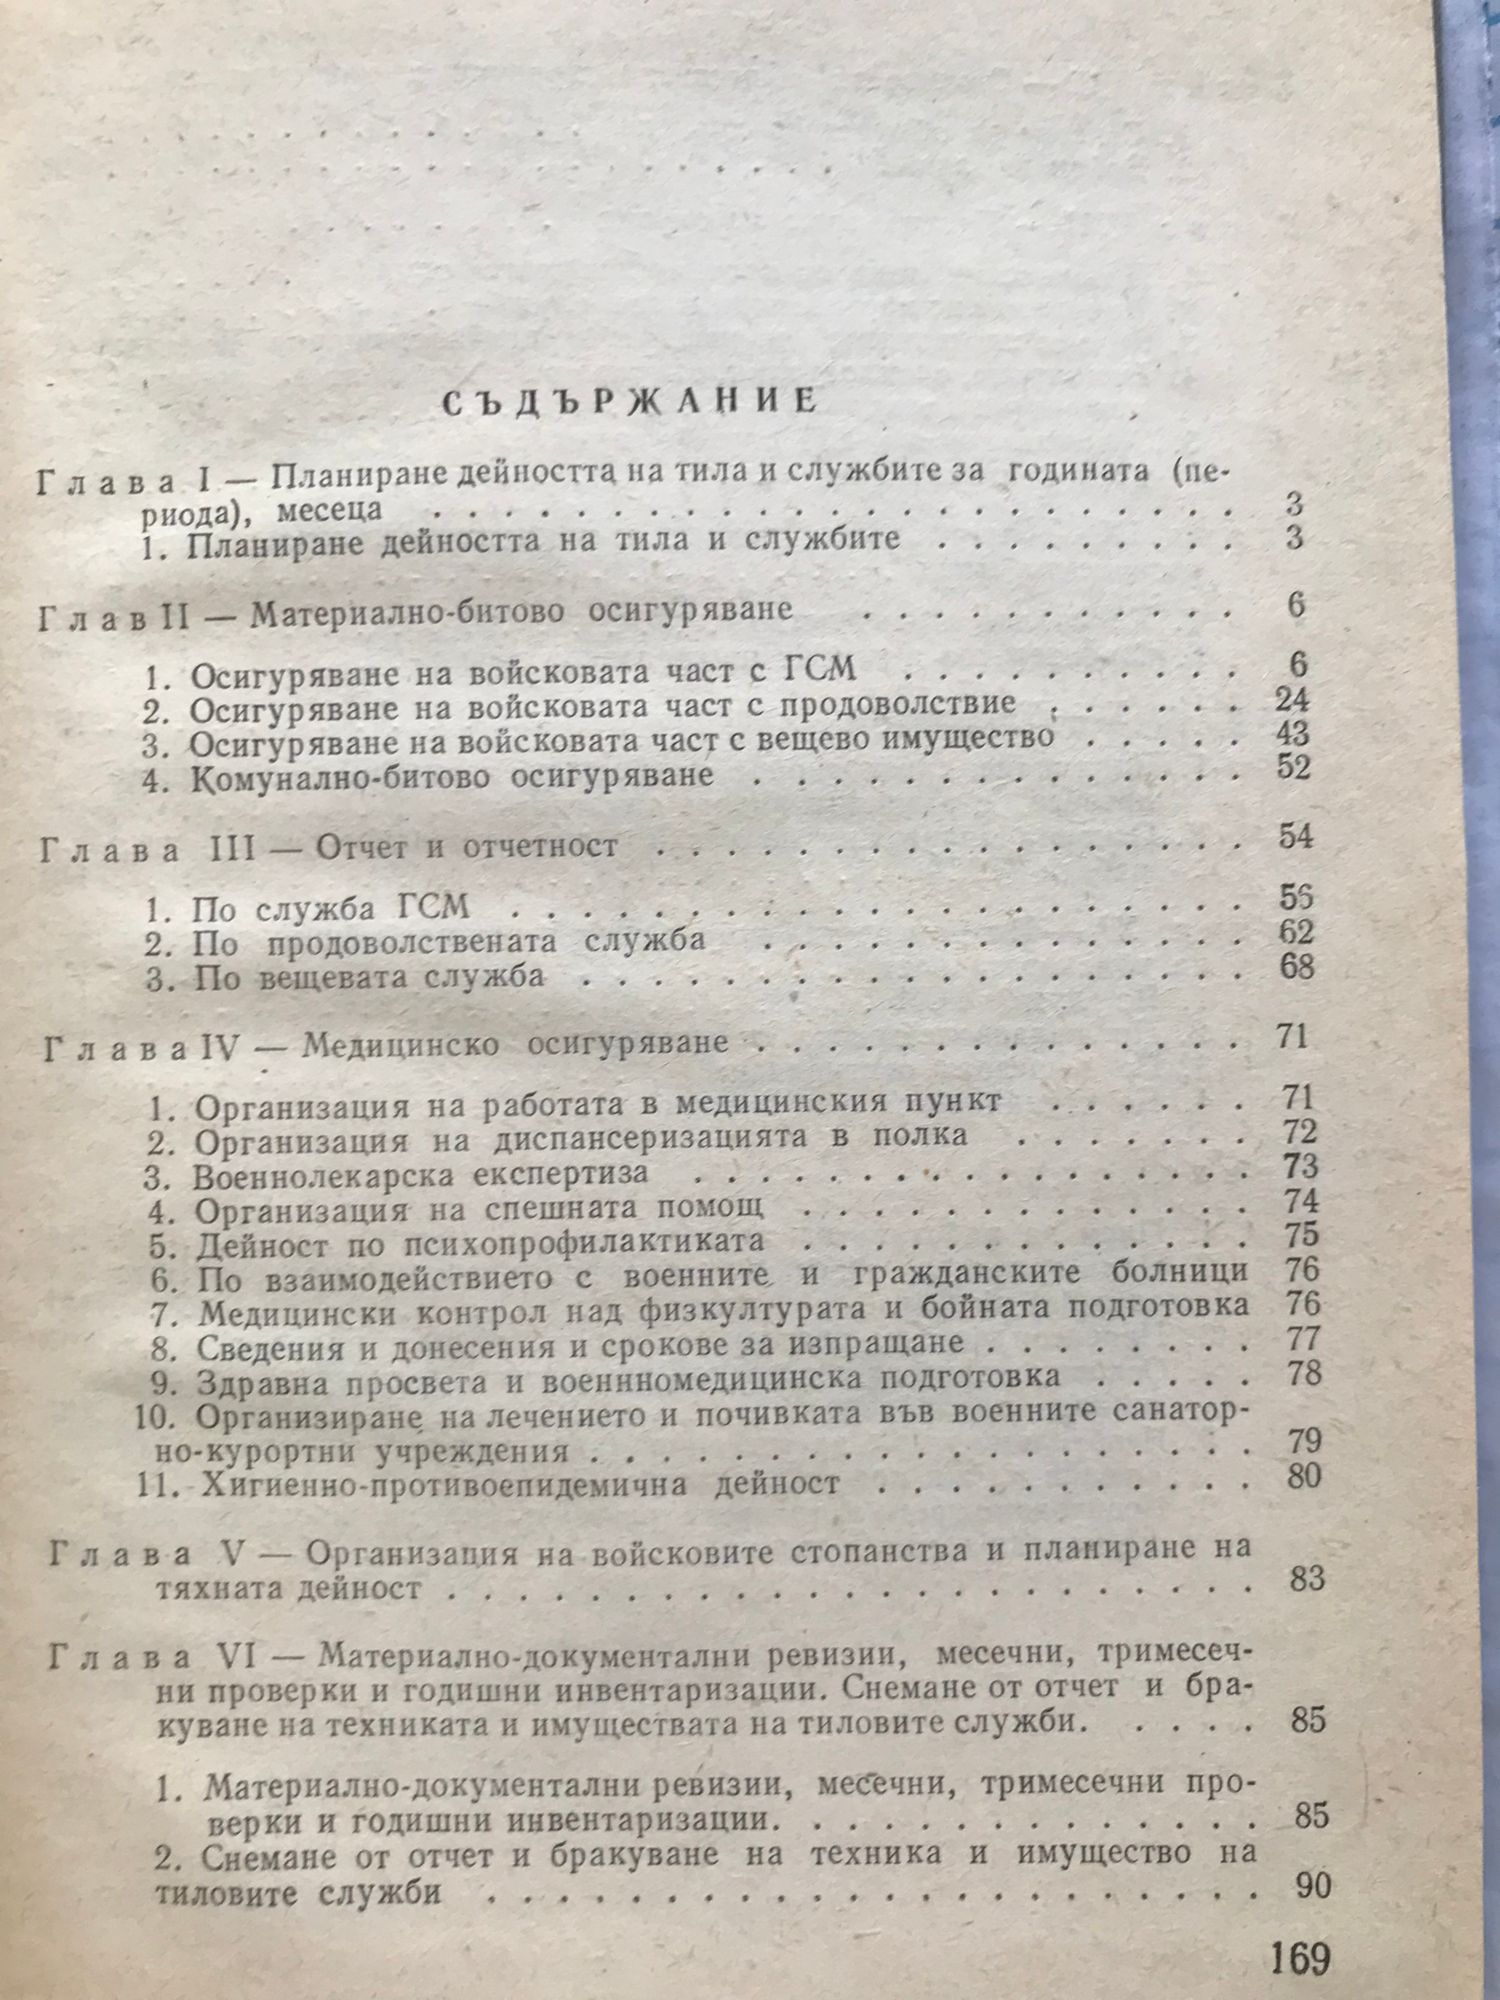 СЪДЪРЖАНИЕ
Глава I — Планиране дейността на тила и службите за годината (пе-
риода), месеца . . . . . . . . . . . . . . . . . . . . . . 3
1. Планиране дейността на тила и службите . . . . . . . . . 3
Глав II — Материално-битово осигуряване . . . . . . . . . . . . 6
1. Осигуряване на войсковата част с ГСМ . . . . . . . . . . 6
2. Осигуряване на войсковата част с продоволствие . . . . . . 24
3. Осигуряване на войсковата част с вещево имущество . . . . . 43
4. Комунално-битово осигуряване . . . . . . . . . . . . . . 52
Глава III — Отчет и отчетност . . . . . . . . . . . . . . . . . 54
1. По служба ГСМ . . . . . . . . . . . . . . . . . . . . 56
2. По продоволствената служба . . . . . . . . . . . . . . 62
3. По вещевата служба . . . . . . . . . . . . . . . . . . 68
Глава IV — Медицинско осигуряване . . . . . . . . . . . . . . 71
1. Организация на работата в медицинския пункт . . . . . . 71
2. Организация на диспансеризацията в полка . . . . . . . 72
3. Военнолекарска експертиза . . . . . . . . . . . . . . . . 73
4. Организация на спешната помощ . . . . . . . . . . . . . 74
5. Дейност по психопрофилактиката . . . . . . . . . . . . . 75
6. По взаимодействието с военните и гражданските болници 76
7. Медицински контрол над физкултурата и бойната подготовка 76
8. Сведения и донесения и срокове за изпращане . . . . . . . . 77
9. Здравна просвета и военнномедицинска подготовка . . . . . 78
10. Организиране на лечението и почивката във военните санатор-
но-курортни учреждения . . . . . . . . . . . . . . . . . . . 79
11. Хигиенно-противоепидемична дейност . . . . . . . . . . . 80
Глава V — Организация на войсковите стопанства и планиране на
тяхната дейност . . . . . . . . . . . . . . . . . . . . . . . 83
Глава VI — Материално-документални ревизии, месечни, тримесеч-
ни проверки и годишни инвентаризации. Снемане от отчет и бра-
куване на техниката и имуществата на тиловите служби. . . . . 85
1. Материално-документални ревизии, месечни, тримесечни про-
верки и годишни инвентаризации. . . . . . . . . . . . . . 85
2. Снемане от отчет и бракуване на техника и имущество на
тиловите служби . . . . . . . . . . . . . . . . . . . . . . 90
169